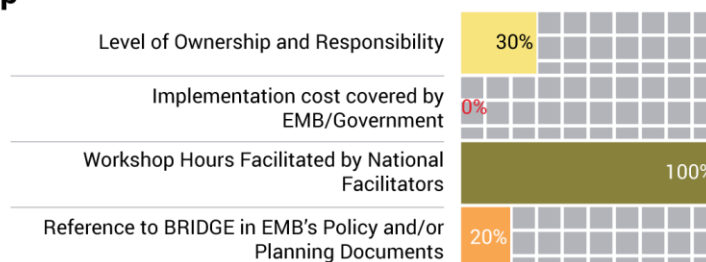 p
Level of Ownership and Responsibility
30%
Implementation cost covered by
EMB/Government
0%
Workshop Hours Facilitated by National
Facilitators
100%
Reference to BRIDGE in EMB's Policy and/or
Planning Documents
20%